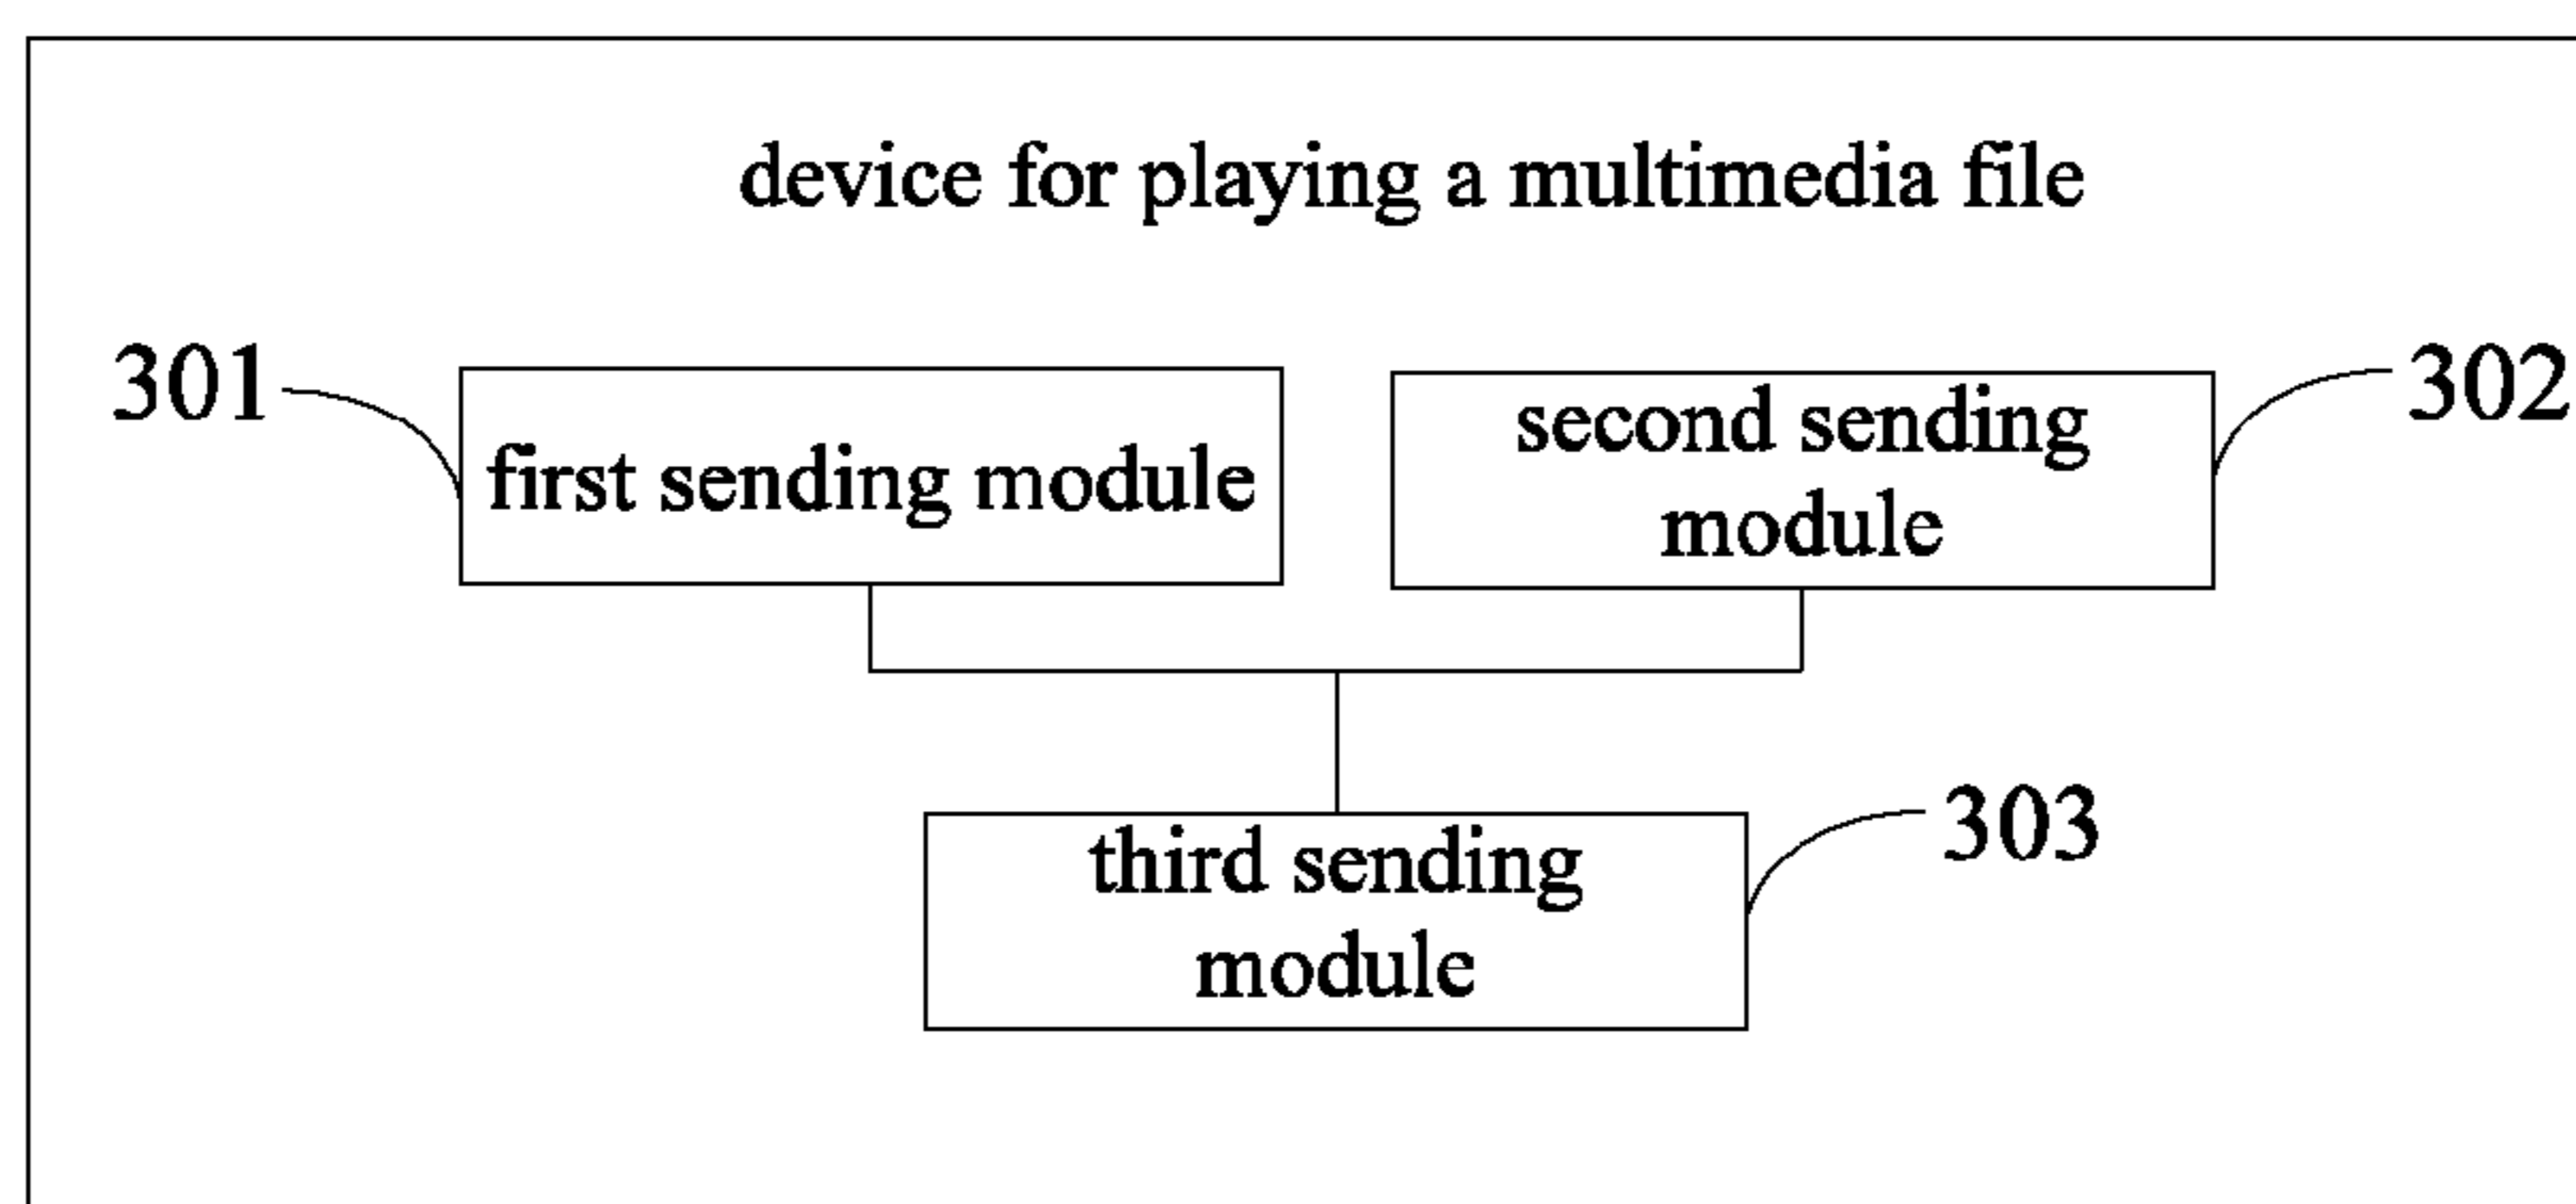 device for playing a multimedia file
301
first sending module
second sending
module
302
third sending
module
303